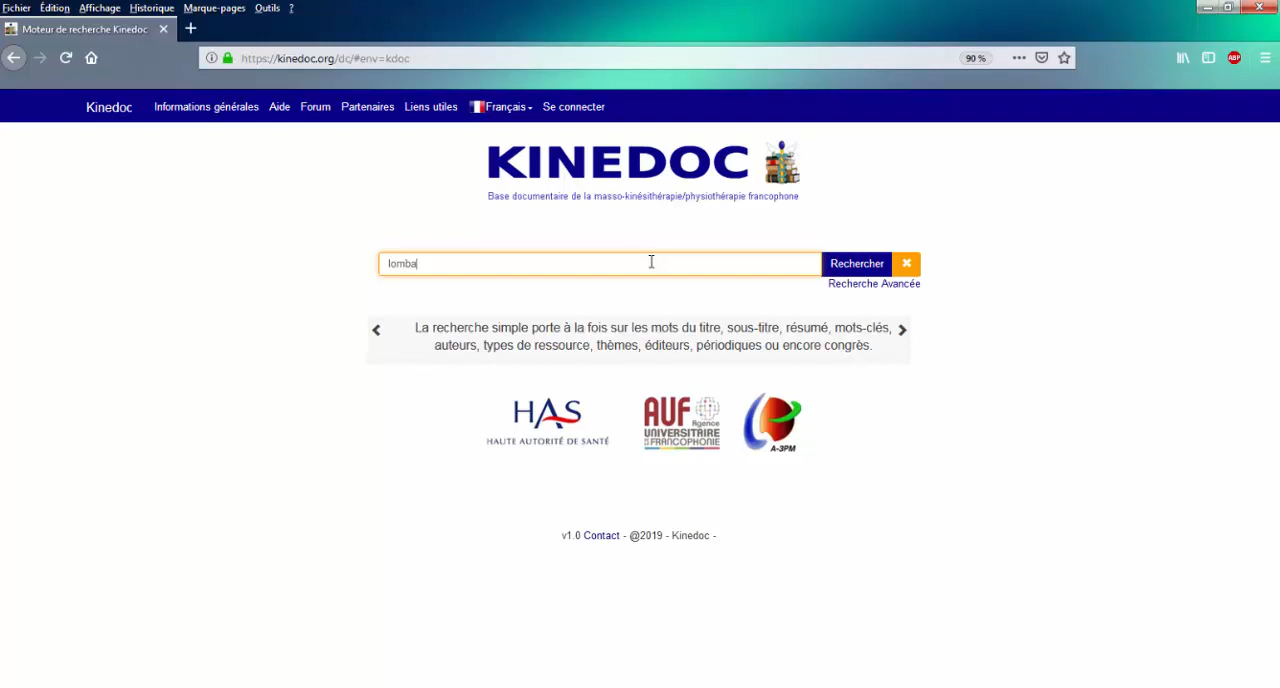 Fichier Édition Affichage Historique Marque-pages Outils ?
Moteur de recherche Kinedoc
https://kinedoc.org/dc/#env=kdoc 90 % ABP
Kinedoc Informations générales Aide Forum Partenaires Liens utiles Français Se connecter
KINEDOC
Base documentaire de la masso-kinésithérapie/physiothérapie francophone
lomba Rechercher
Recherche Avancée
La recherche simple porte à la fois sur les mots du titre, sous-titre, résumé, mots-clés,
auteurs, types de ressource, thèmes, éditeurs, périodiques ou encore congrès.
HAS
HAUTE AUTORITÉ DE SANTÉ
AUF Agence
UNIVERSITAIRE
DE LA FRANCOPHONIE
A-3PM
v1.0 Contact - @2019 - Kinedoc -